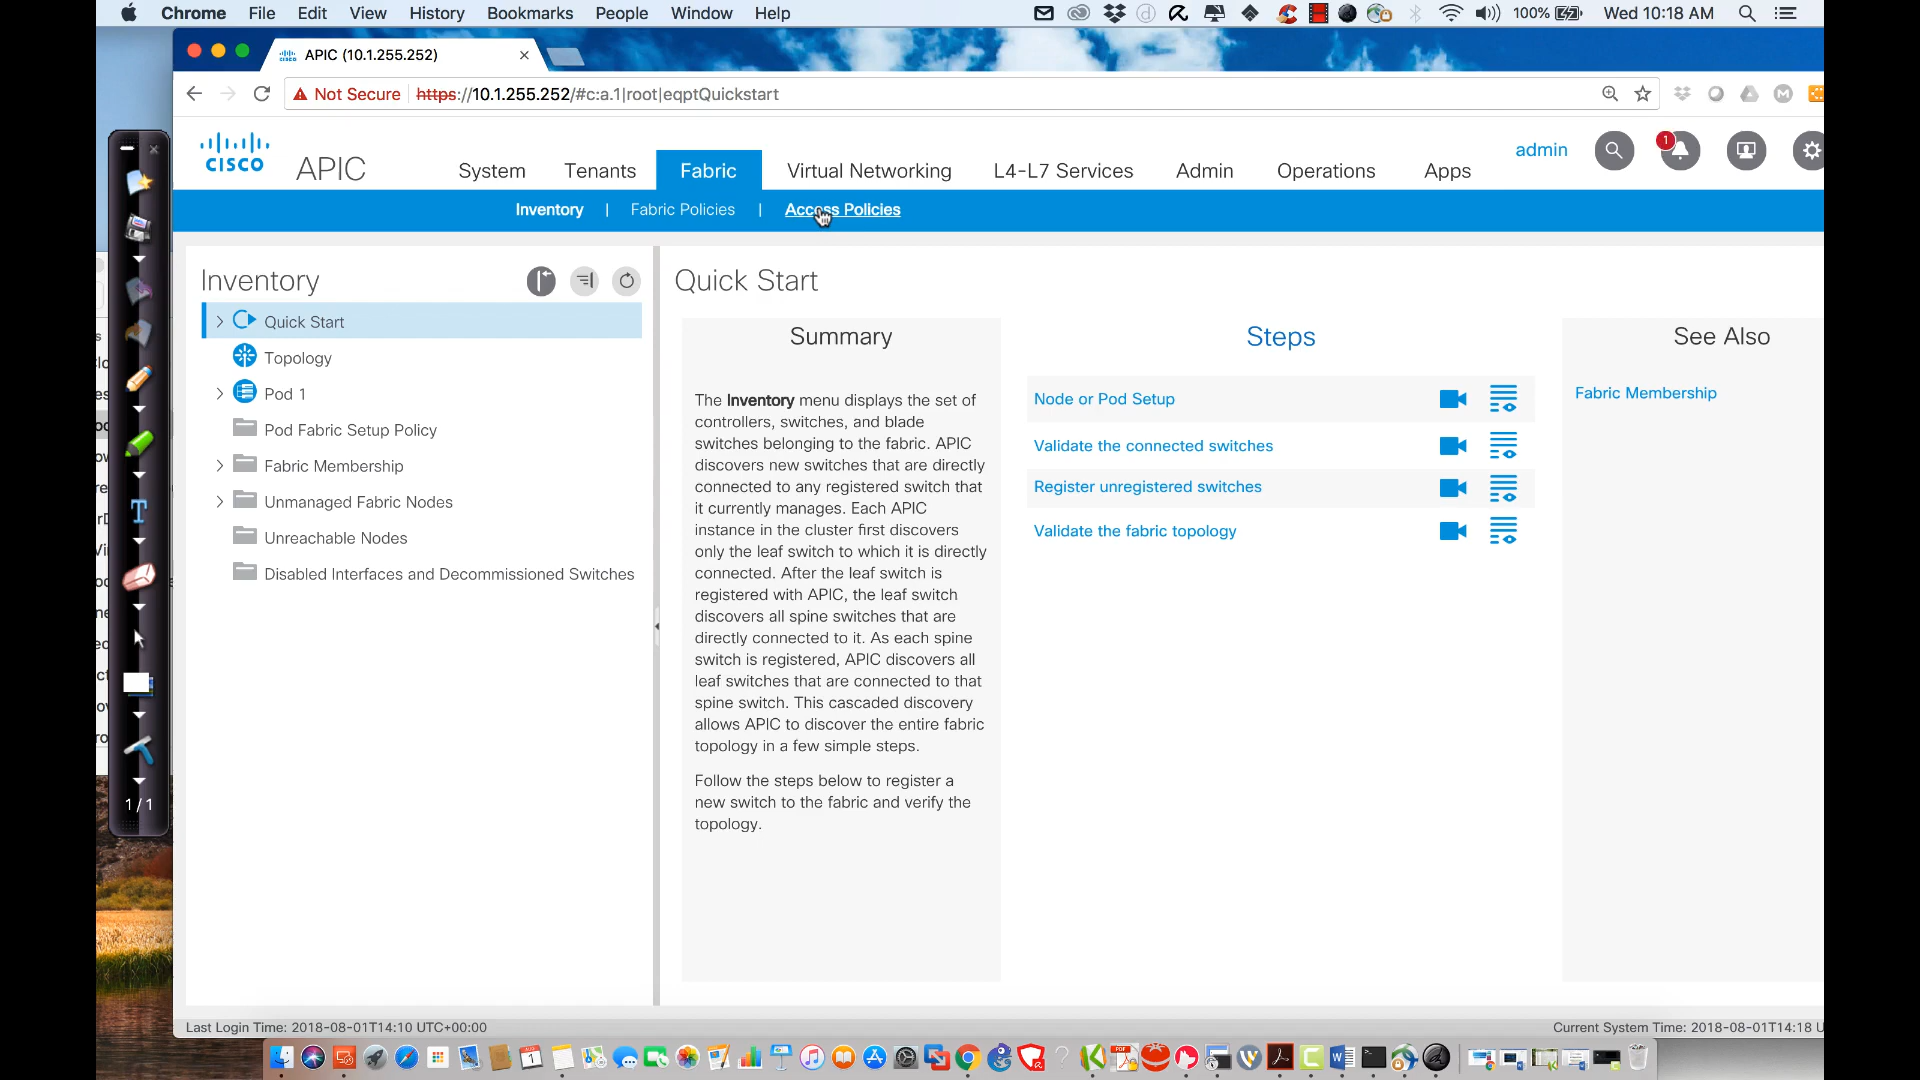 Chrome File Edit View History Bookmarks People Window Help 100% Wed 10:18 AM
APIC (10.1.255.252)
Not Secure https://10.1.255.252/#c:a.1|root|eqptQuickstart
CISCO APIC
System Tenants Fabric Virtual Networking L4-L7 Services Admin Operations Apps
admin 1
Inventory | Fabric Policies | Access Policies
Inventory
Quick Start
Topology
Pod 1
Pod Fabric Setup Policy
Fabric Membership
Unmanaged Fabric Nodes
Unreachable Nodes
Disabled Interfaces and Decommissioned Switches
Quick Start
Summary
The Inventory menu displays the set of
controllers, switches, and blade
switches belonging to the fabric. APIC
discovers new switches that are directly
connected to any registered switch that
it currently manages. Each APIC
instance in the cluster first discovers
only the leaf switch to which it is directly
connected. After the leaf switch is
registered with APIC, the leaf switch
discovers all spine switches that are
directly connected to it. As each spine
switch is registered, APIC discovers all
leaf switches that are connected to that
spine switch. This cascaded discovery
allows APIC to discover the entire fabric
topology in a few simple steps.
Follow the steps below to register a
new switch to the fabric and verify the
topology.
Steps
Node or Pod Setup
Validate the connected switches
Register unregistered switches
Validate the fabric topology
See Also
Fabric Membership
T
1 / 1
Last Login Time: 2018-08-01T14:10 UTC+00:00
Current System Time: 2018-08-01T14:18 U